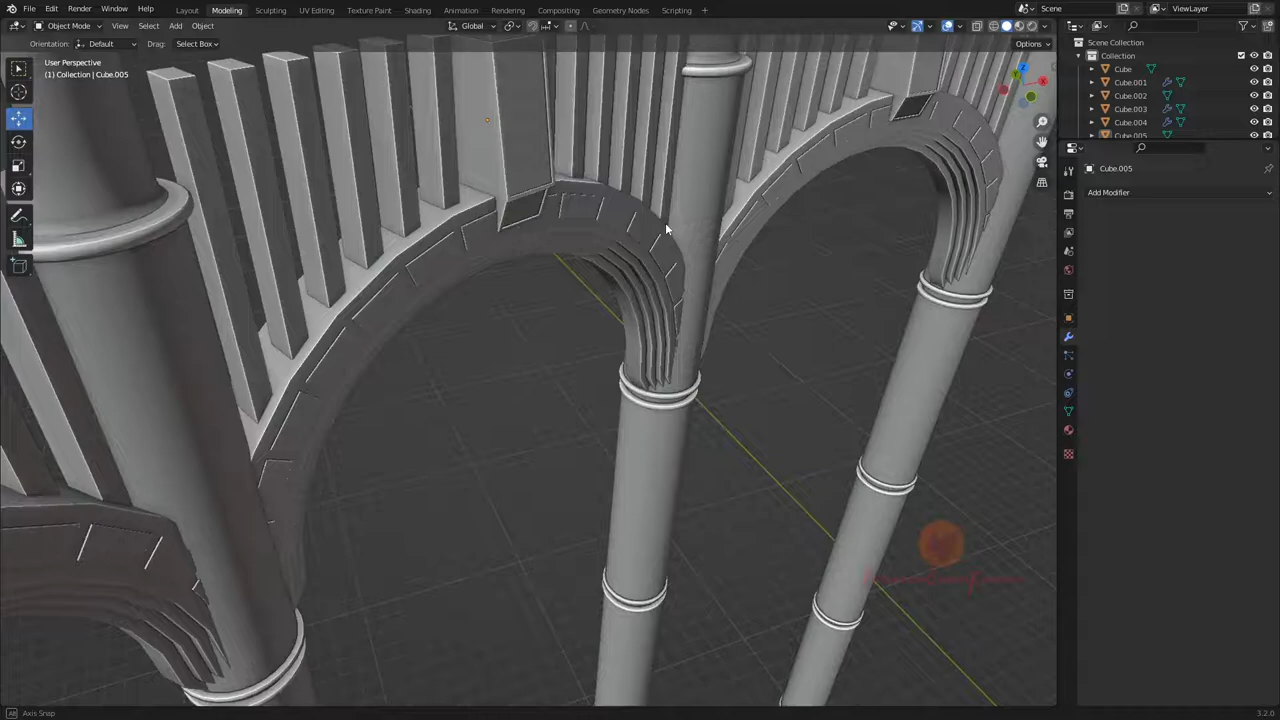 File Edit Render Window Help
Layout Modeling Sculpting UV Editing Texture Paint Shading Animation Rendering Compositing Geometry Nodes Scripting +
Scene ViewLayer
Object Mode View Select Add Object
Global
Orientation: Default Drag: Select Box
Options
Scene Collection
Collection
Cube
Cube.001
Cube.002
Cube.003
Cube.004
Cube.005
User Perspective
(1) Collection | Cube.005
Z
Y
X
Cube.005
Add Modifier
Axis Snap
3.2.0